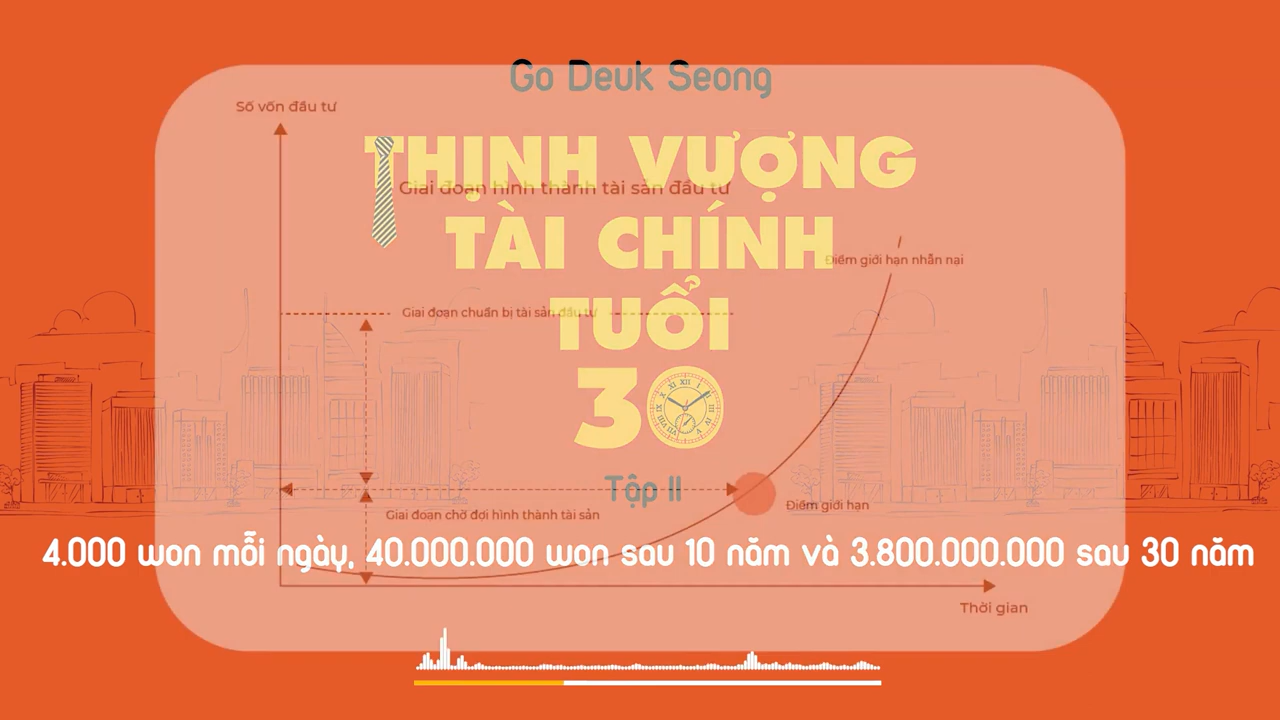 Go Deuk Seong
Số vốn đầu tư
THỊNH VƯỢNG
Giai đoạn hình thành tài sản đầu tư
TÀI CHÍNH
Điểm giới hạn nhẫn nại
Giai đoạn chuẩn bị tài sản đầu tư
TUỔI
30
Tập II
Điểm giới hạn
Giai đoạn chờ đợi hình thành tài sản
4.000 won mỗi ngày, 40.000.000 won sau 10 năm và 3.800.000.000 sau 30 năm
Thời gian